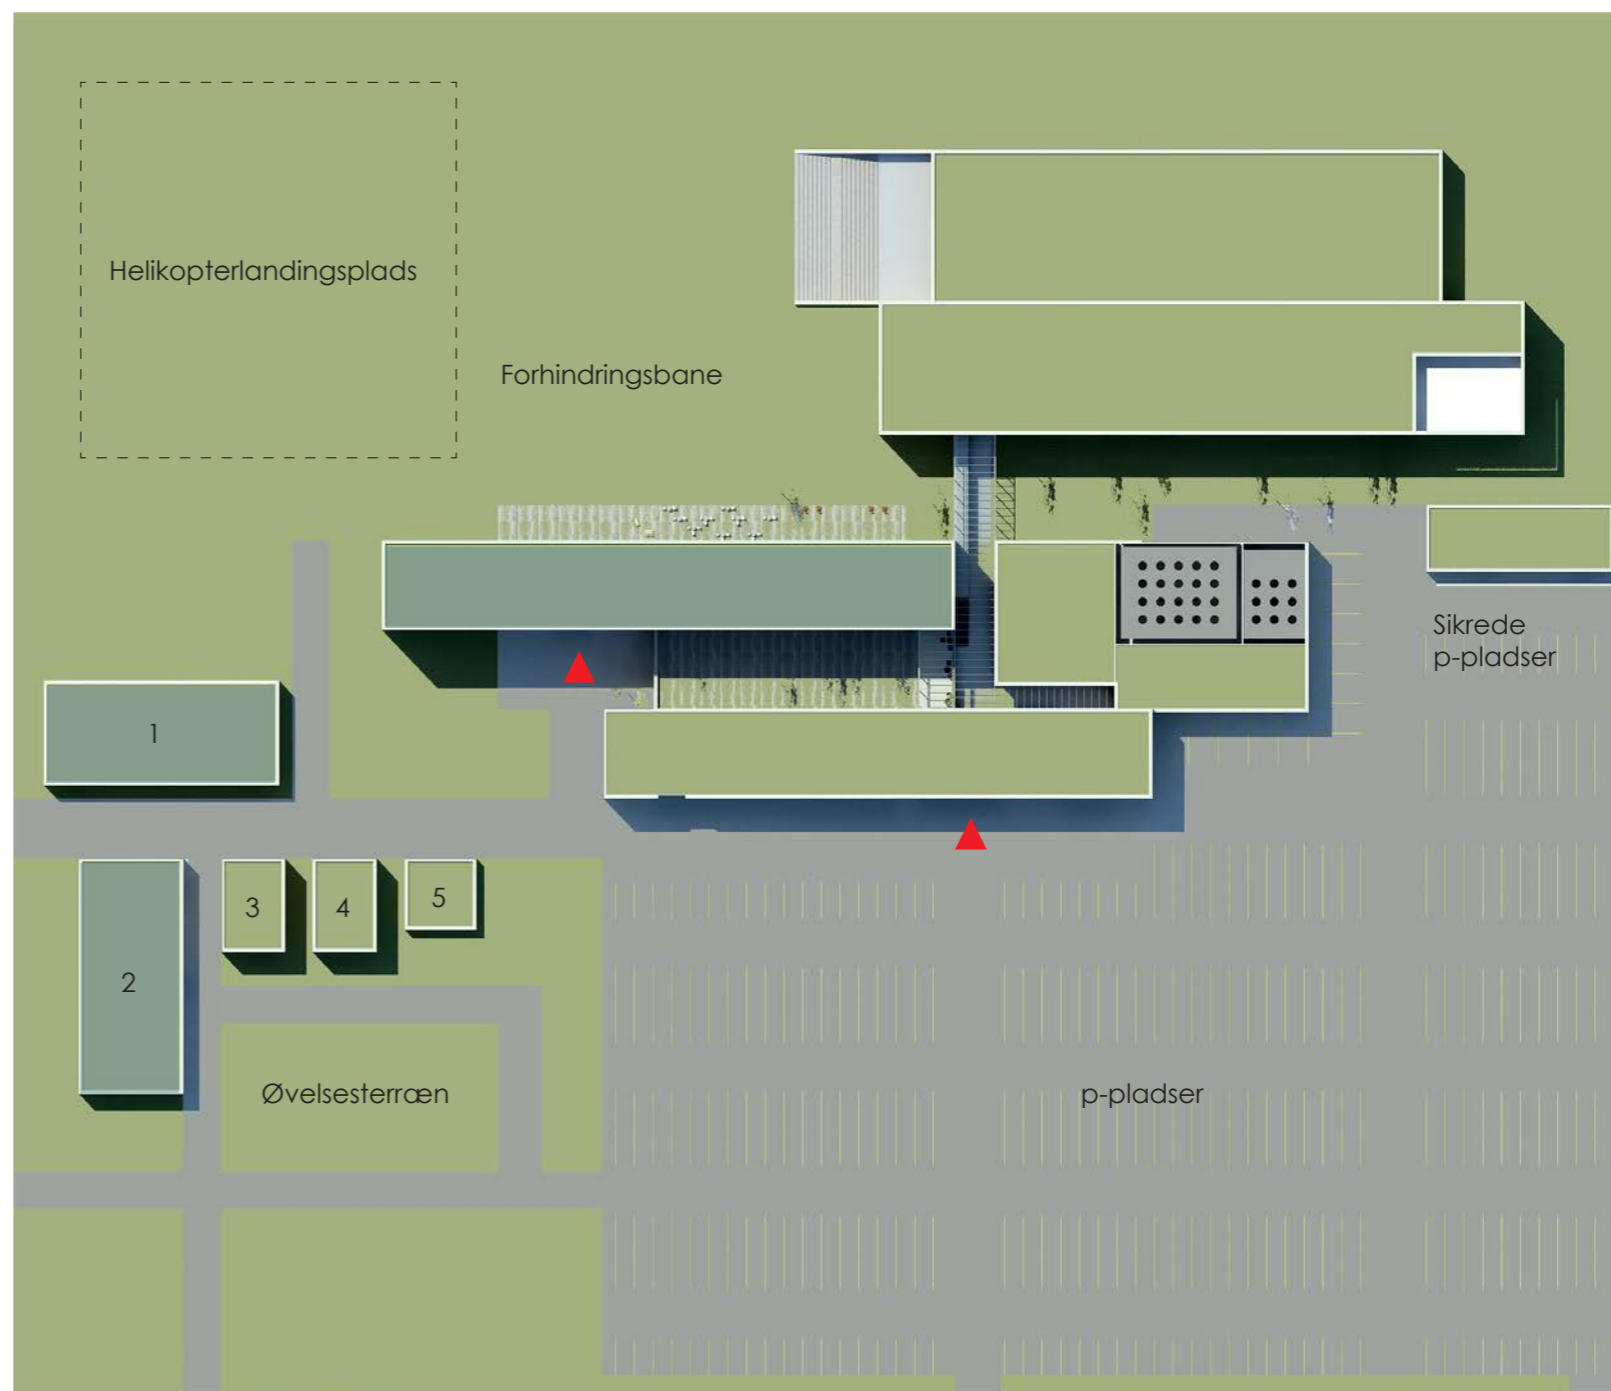 Helikopterlandingsplads
Forhindringsbane
Sikrede
p-pladser
1
3
4
5
2
Øvelsesterræn
p-pladser